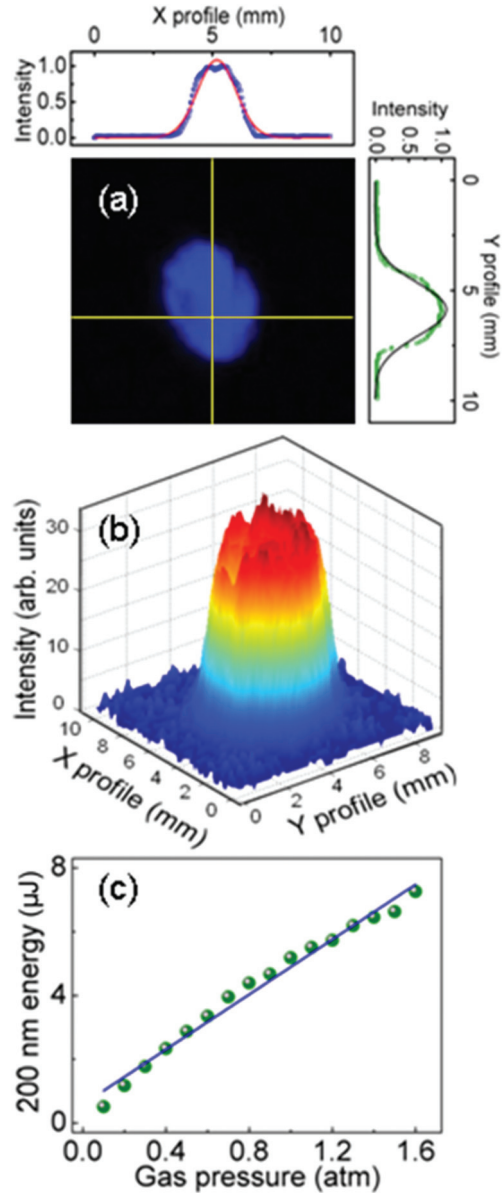 X profile (mm)
0 5 10
Intensity
1.0
0.5
0.0
(a)
Intensity
0.0 0.5 1.0
Y profile (mm)
0
5
10
(b)
Intensity (arb. units)
30
20
10
0
X profile (mm)
10
8
6
4
2
0
Y profile (mm)
0
2
4
6
8
(c)
200 nm energy (µJ)
8
4
0
0.0 0.4 0.8 1.2 1.6
Gas pressure (atm)